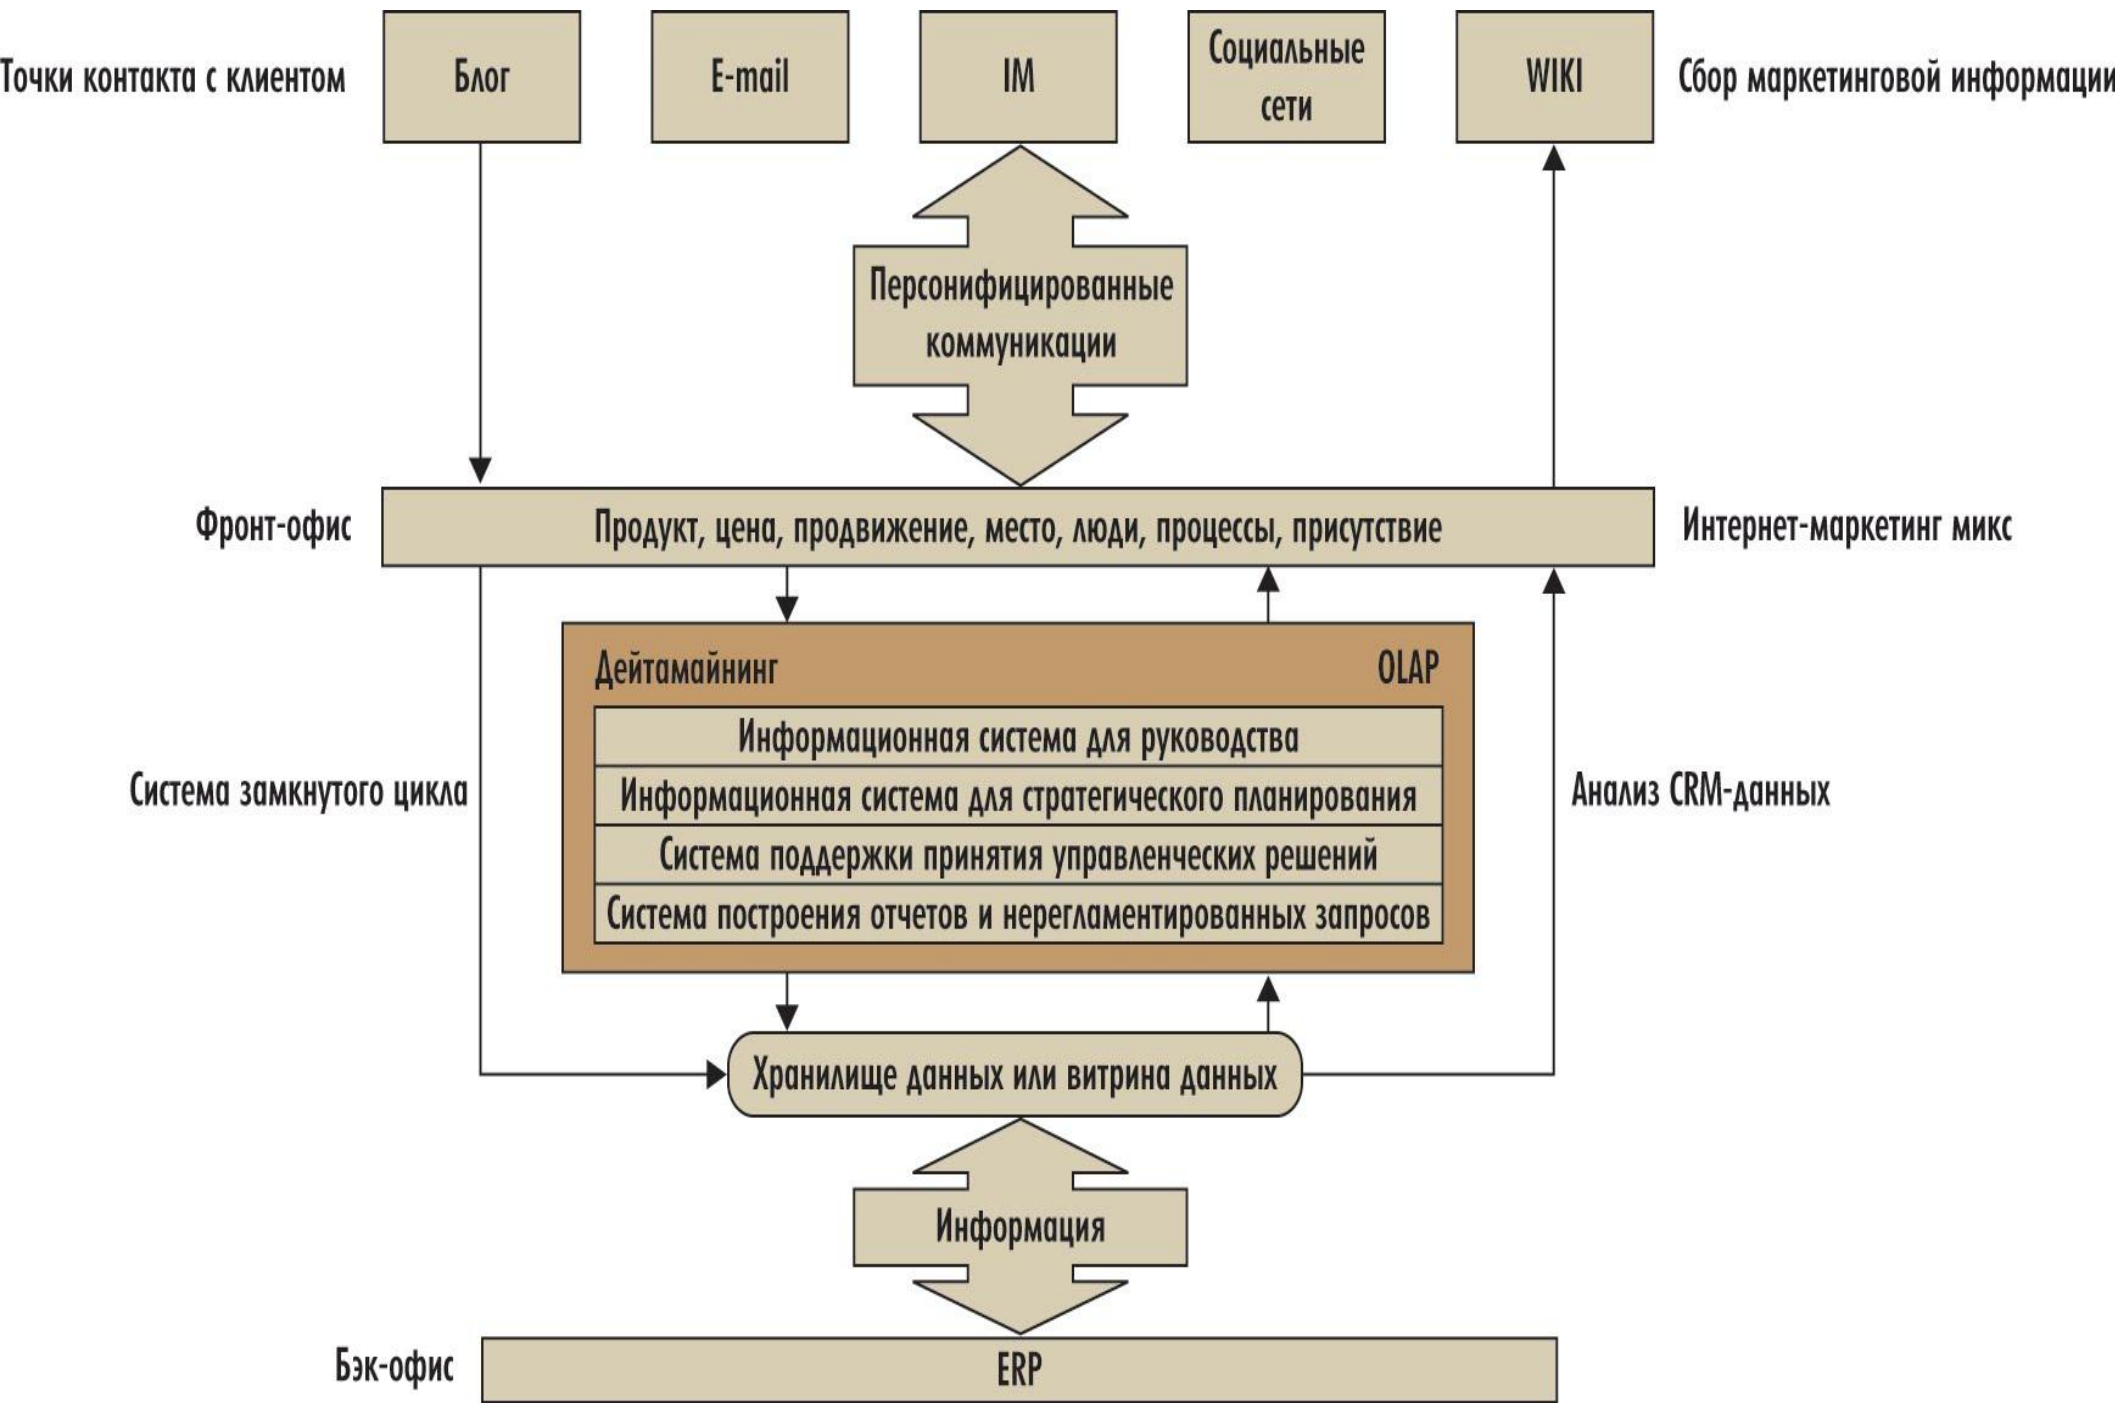 Точки контакта с клиентом
Блог
E-mail
IM
Социальные
сети
WIKI
Сбор маркетинговой информации
Персонифицированные
коммуникации
Фронт-офис
Продукт, цена, продвижение, место, люди, процессы, присутствие
Интернет-маркетинг микс
Дейтамайнинг
OLAP
Информационная система для руководства
Информационная система для стратегического планирования
Система поддержки принятия управленческих решений
Система построения отчетов и нерегламентированных запросов
Система замкнутого цикла
Анализ CRM-данных
Хранилище данных или витрина данных
Информация
Бэк-офис
ERP